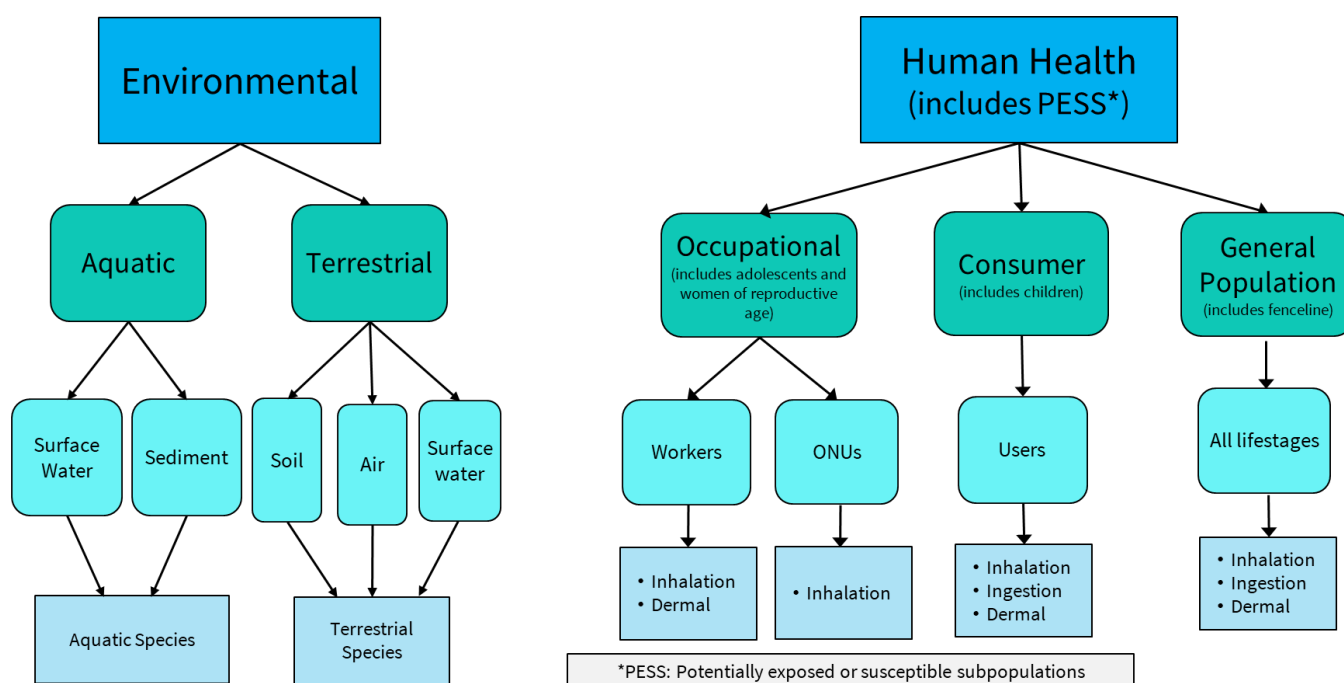 Environmental
Aquatic
Terrestrial
Surface
Water
Sediment
Soil
Air
Surface
water
Aquatic Species
Terrestrial
Species
Human Health
(includes PESS*)
Occupational
(includes adolescents and
women of reproductive
age)
Consumer
(includes children)
General
Population
(includes fenceline)
Workers
ONUs
Users
All lifestages
• Inhalation
• Dermal
• Inhalation
• Inhalation
• Ingestion
• Dermal
• Inhalation
• Ingestion
• Dermal
*PESS: Potentially exposed or susceptible subpopulations